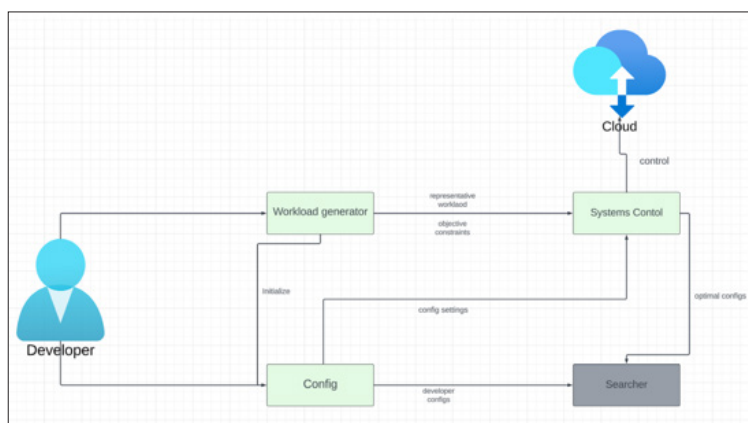 Cloud
control
representative
worklaod
Workload generator
Systems Contol
objective
constraints
initialize
optimal configs
config settings
Developer
Config
Searcher
developer
configs